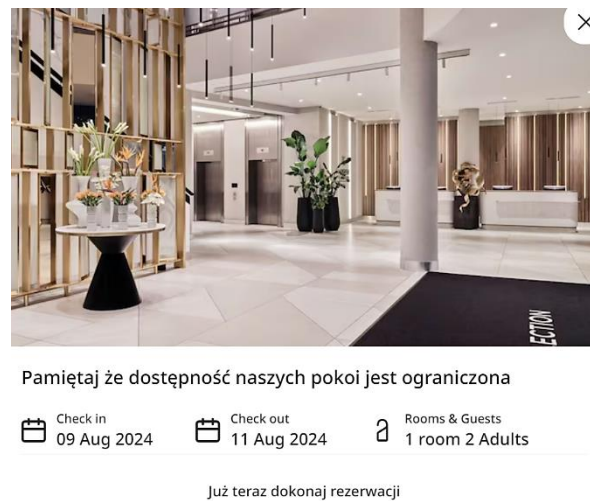 ECTION
Pamiętaj że dostępność naszych pokoi jest ograniczona
Check in
09 Aug 2024
Check out
11 Aug 2024
Rooms & Guests
1 room 2 Adults
Już teraz dokonaj rezerwacji